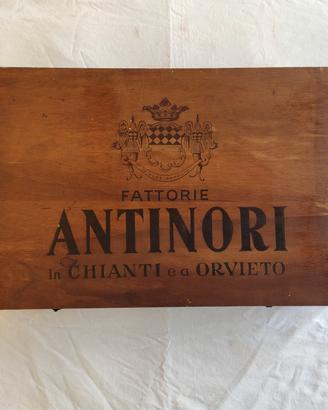 FATTORIE
ANTINORI
in CHIANTI e a ORVIETO